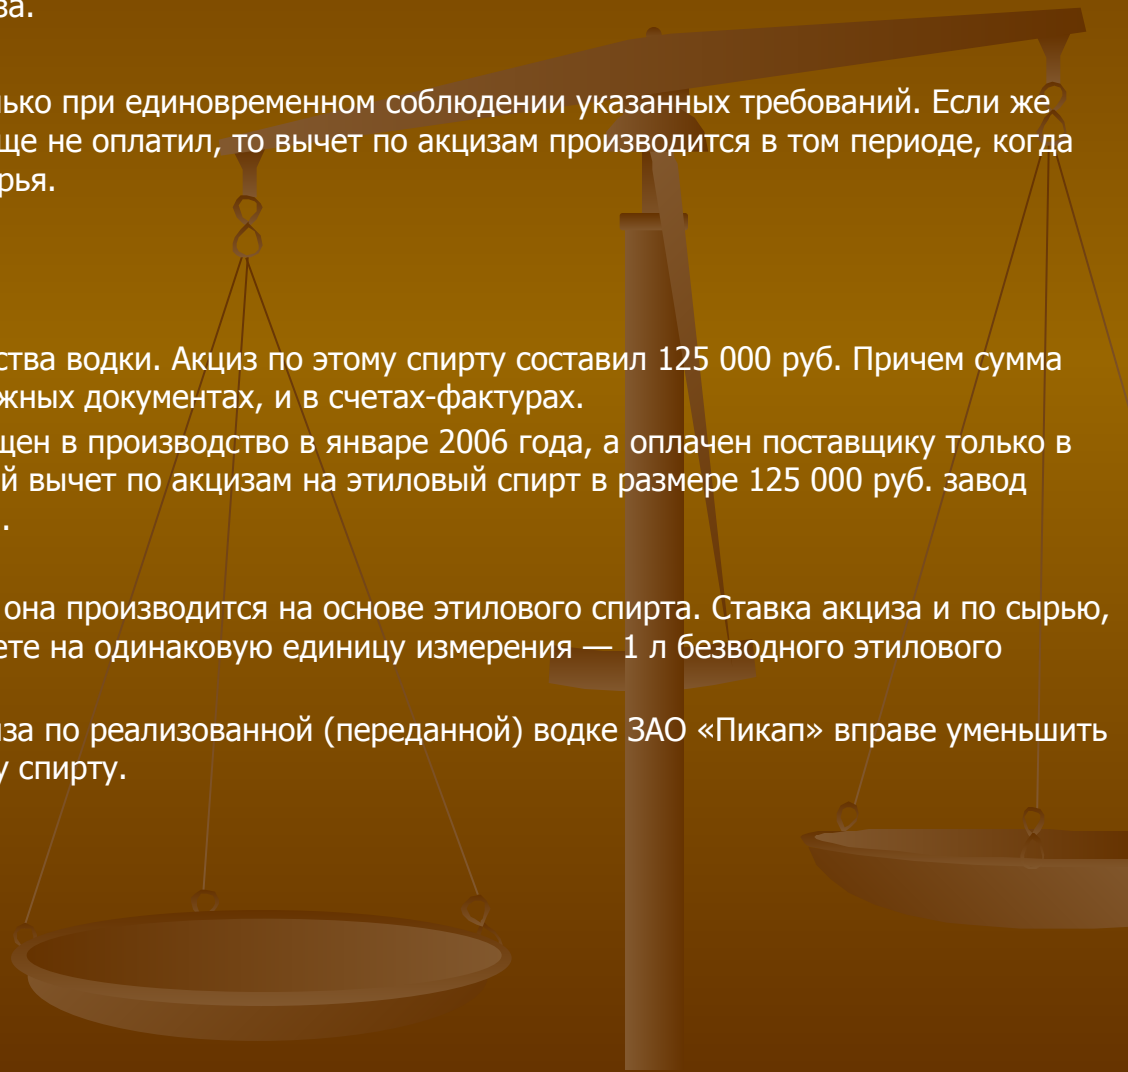 за.
лько при единовременном соблюдении указанных требований. Если же
ще не оплатил, то вычет по акцизам производится в том периоде, когда
рья.
ства водки. Акциз по этому спирту составил 125 000 руб. Причем сумма
жных документах, и в счетах-фактурах.
щен в производство в январе 2006 года, а оплачен поставщику только в
й вычет по акцизам на этиловый спирт в размере 125 000 руб. завод
.
она производится на основе этилового спирта. Ставка акциза и по сырью,
ете на одинаковую единицу измерения — 1 л безводного этилового
иза по реализованной (переданной) водке ЗАО «Пикап» вправе уменьшить
у спирту.